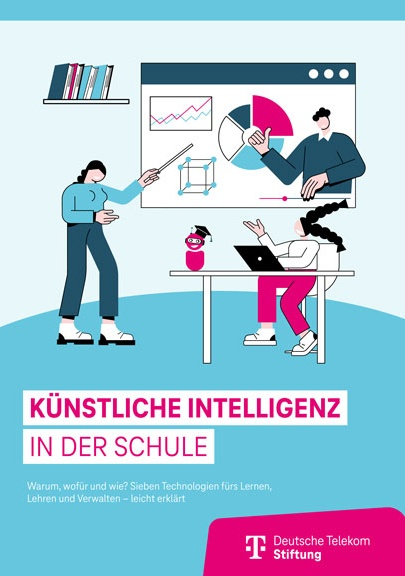 KÜNSTLICHE INTELLIGENZ
IN DER SCHULE
Warum, wofür und wie? Sieben Technologien fürs Lernen,
Lehren und Verwalten – leicht erklärt
T Deutsche Telekom
Stiftung